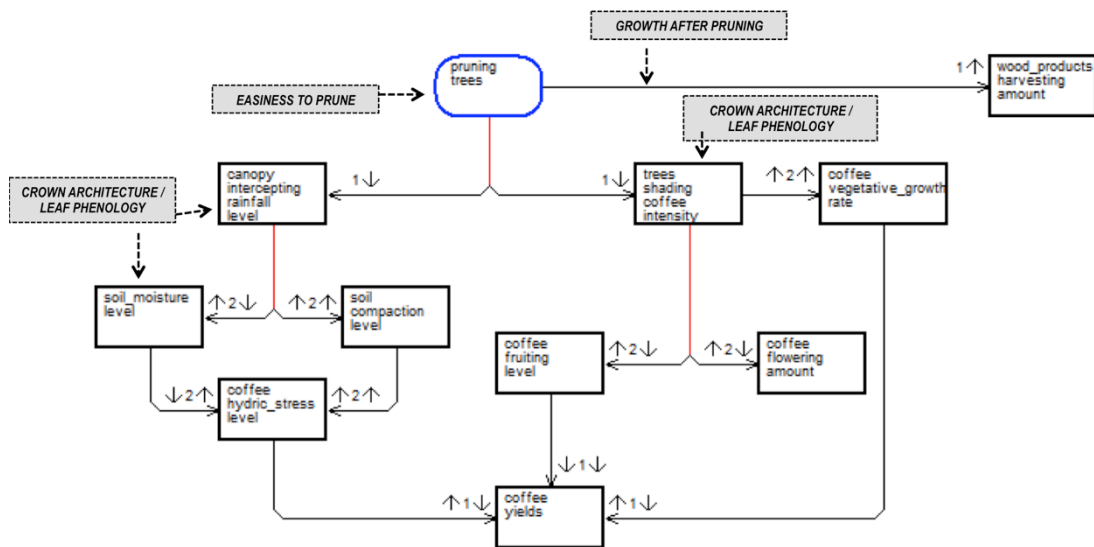 GROWTH AFTER PRUNING
pruning
trees
1↑
wood_products
harvesting
amount
EASINESS TO PRUNE
CROWN ARCHITECTURE /
LEAF PHENOLOGY
CROWN ARCHITECTURE /
LEAF PHENOLOGY
canopy
intercepting
rainfall
level
1↓
1↓
trees
shading
coffee
intensity
↑2↑
coffee
vegetative_growth
rate
soil_moisture
level
↑2↓
↑2↑
soil
compaction
level
coffee
fruiting
level
↑2↓
↑2↓
coffee
flowering
amount
↓2↑
coffee
hydric_stress
level
↑2↑
↓1↓
↑1↓
coffee
yields
↑1↓